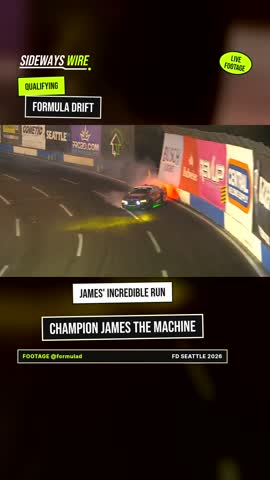 SIDEWAYS WIRE.
LIVE
FOOTAGE
QUALIFYING
FORMULA DRIFT
SEATTLE
BUSCH
JAMES' INCREDIBLE RUN
CHAMPION JAMES THE MACHINE
FOOTAGE @formulad
FD SEATTLE 2026